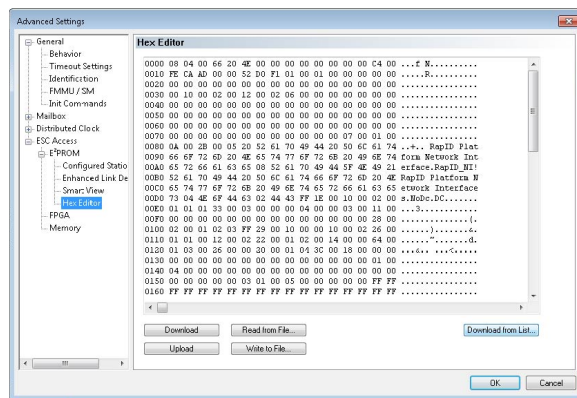 Advanced Settings
General
Behavior
Timeout Settings
Identification
FMMU / SM
Init Commands
Mailbox
Distributed Clock
ESC Access
E²PROM
Configured Statio
Enhanced Link De
Smart View
Hex Editor
FPGA
Memory
Hex Editor
0000 08 04 00 66 20 4E 00 00 00 00 00 00 00 00 C4 00 ...f N..........
0010 FE CA AD 00 00 52 D0 F1 01 00 01 00 00 00 00 00 .....R..........
0020 00 00 00 00 00 00 00 00 00 00 00 00 00 00 00 00 ................
0030 00 10 00 02 00 12 00 02 06 00 00 00 00 00 00 00 ................
0040 00 00 00 00 00 00 00 00 00 00 00 00 00 00 00 00 ................
0050 00 00 00 00 00 00 00 00 00 00 00 00 00 00 00 00 ................
0060 00 00 00 00 00 00 00 00 00 00 00 00 00 00 00 00 ................
0070 00 00 00 00 00 00 00 00 00 00 00 00 07 00 01 00 ................
0080 0A 00 2B 00 05 20 52 61 70 49 44 20 50 6C 61 74 ..+.. RapID Plat
0090 66 6F 72 6D 20 4E 65 74 77 6F 72 6B 20 49 6E 74 form Network Int
00A0 65 72 66 61 63 65 08 52 61 70 49 44 5F 4E 49 21 erface.RapID_NI!
00B0 52 61 70 49 44 20 50 6C 61 74 66 6F 72 6D 20 4E RapID Platform N
00C0 65 74 77 6F 72 6B 20 49 6E 74 65 72 66 61 63 65 etwork Interface
00D0 73 04 4E 6F 44 63 02 44 43 FF 1E 00 10 00 02 00 s.NoDc.DC.......
00E0 01 01 01 33 00 03 00 00 00 00 04 00 00 03 00 11 00 ...3............
00F0 00 00 00 00 00 00 00 00 00 00 00 00 00 00 28 00 ..............(.
0100 02 00 01 02 03 FF 29 00 00 10 00 10 00 02 26 00 ......).......&.
0110 01 01 00 12 00 02 22 00 01 02 00 14 00 00 64 00 ......".......d.
0120 01 03 00 26 00 00 20 00 01 04 3C 00 18 00 00 00 ...&.. ...<.....
0130 00 00 00 00 00 00 00 00 00 00 00 00 00 00 01 00 ................
0140 04 00 00 00 00 00 00 00 00 00 00 00 00 00 00 00 ................
0150 00 00 00 00 00 03 01 00 05 00 00 00 00 00 FF FF ................
0160 FF FF FF FF FF FF FF FF FF FF FF FF FF FF FF FF ................
Download
Read from File...
Download from List...
Upload
Write to File...
OK
Cancel